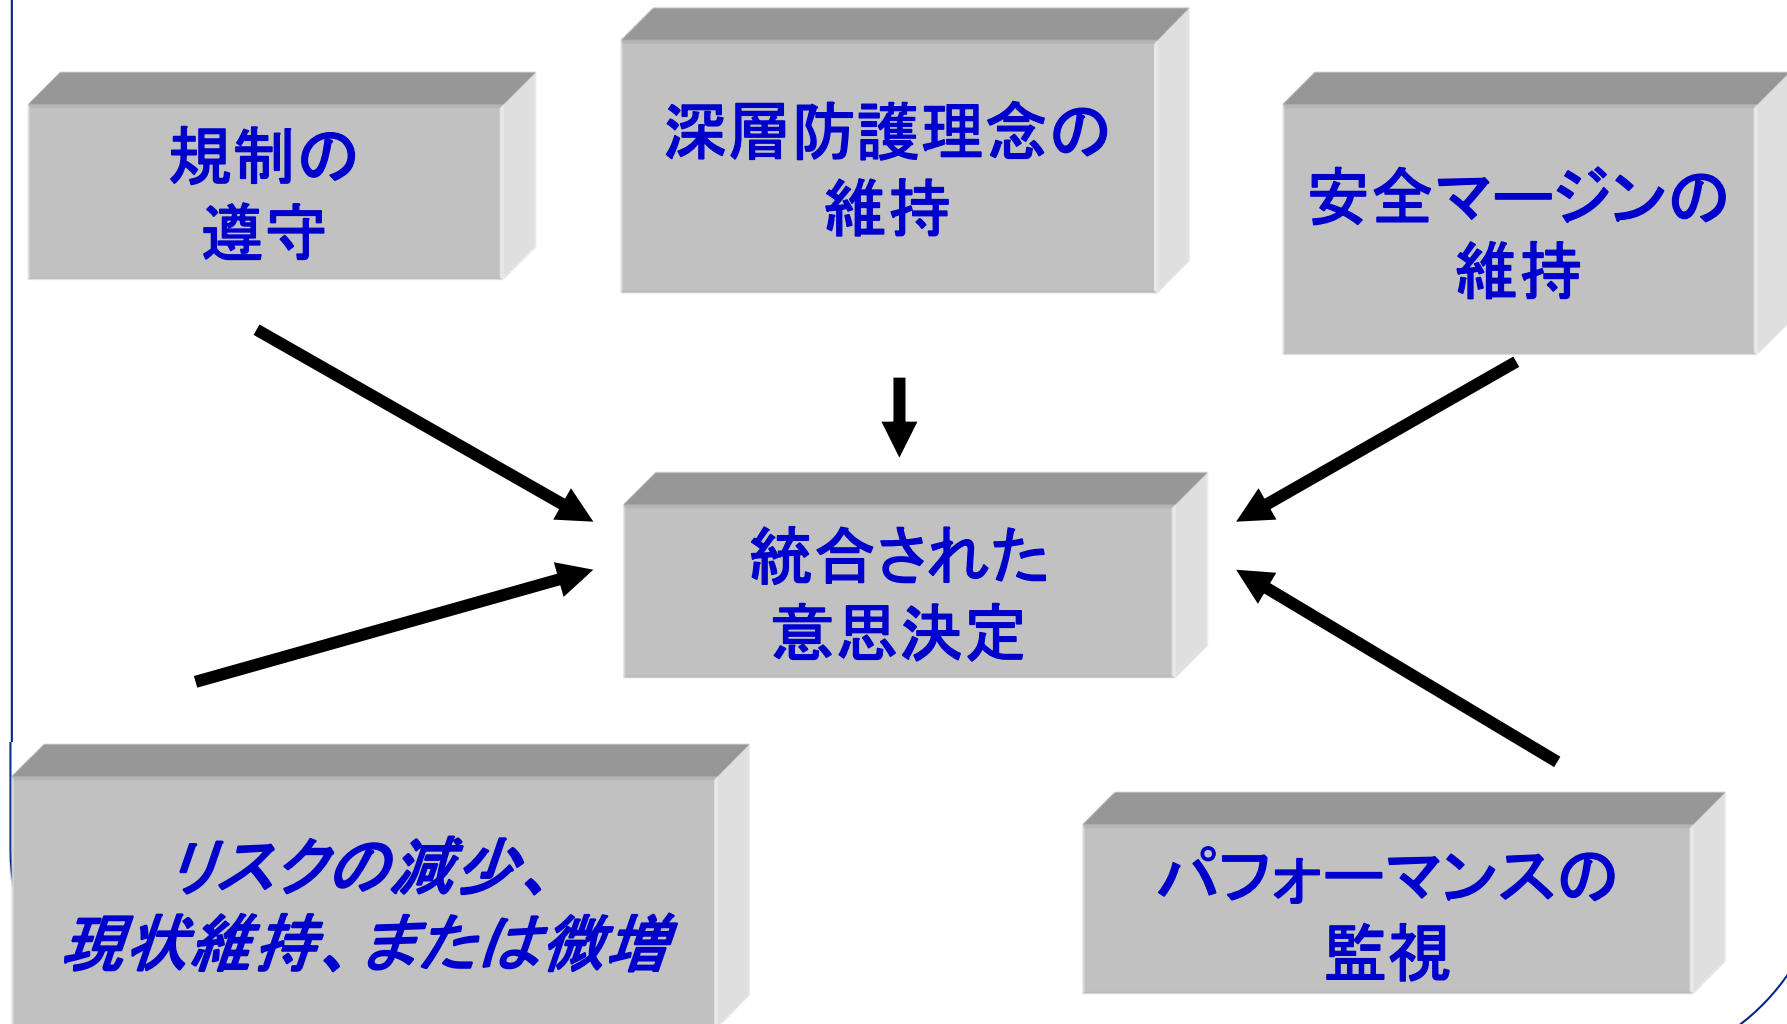 規制の
遵守
深層防護理念の
維持
安全マージンの
維持
統合された
意思決定
リスクの減少、
現状維持、または微増
パフォーマンスの
監視